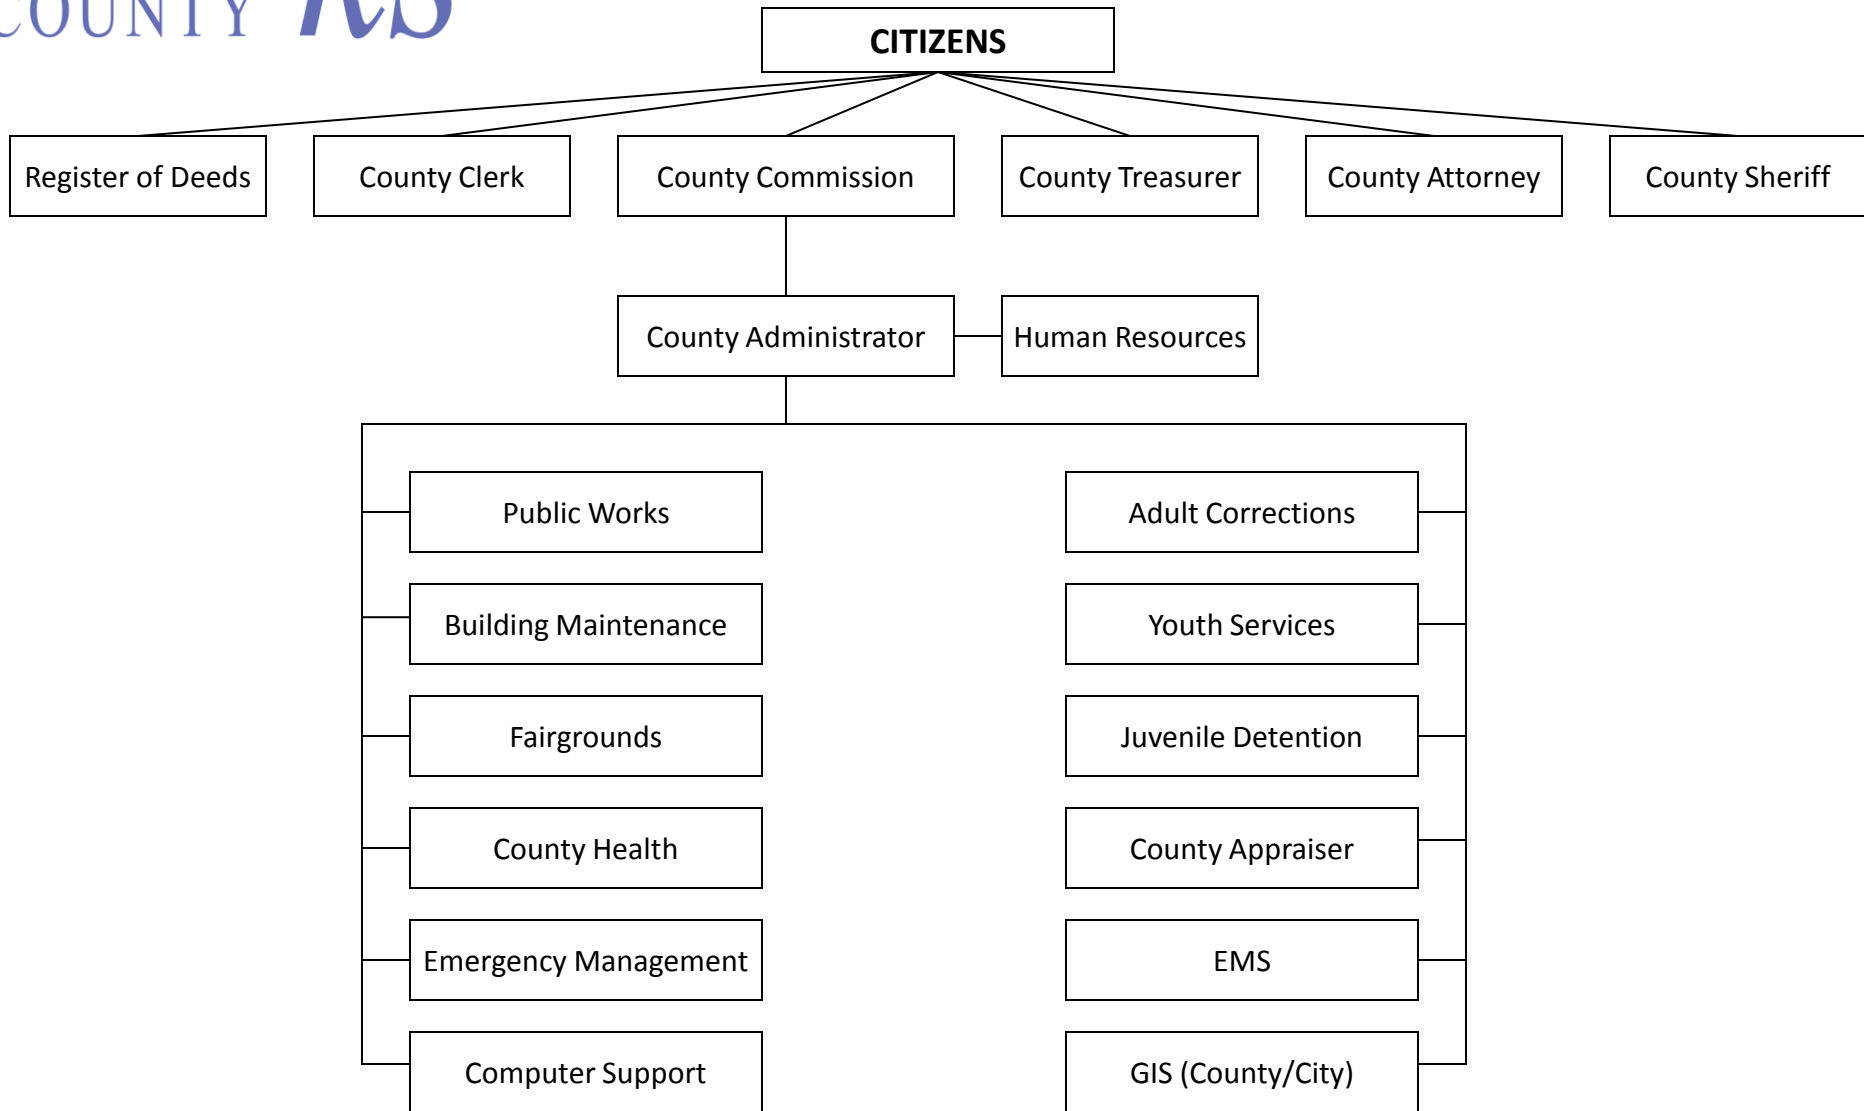 COUNTY KS
CITIZENS
Register of Deeds
County Clerk
County Commission
County Treasurer
County Attorney
County Sheriff
County Administrator
Human Resources
Public Works
Adult Corrections
Building Maintenance
Youth Services
Fairgrounds
Juvenile Detention
County Health
County Appraiser
Emergency Management
EMS
Computer Support
GIS (County/City)